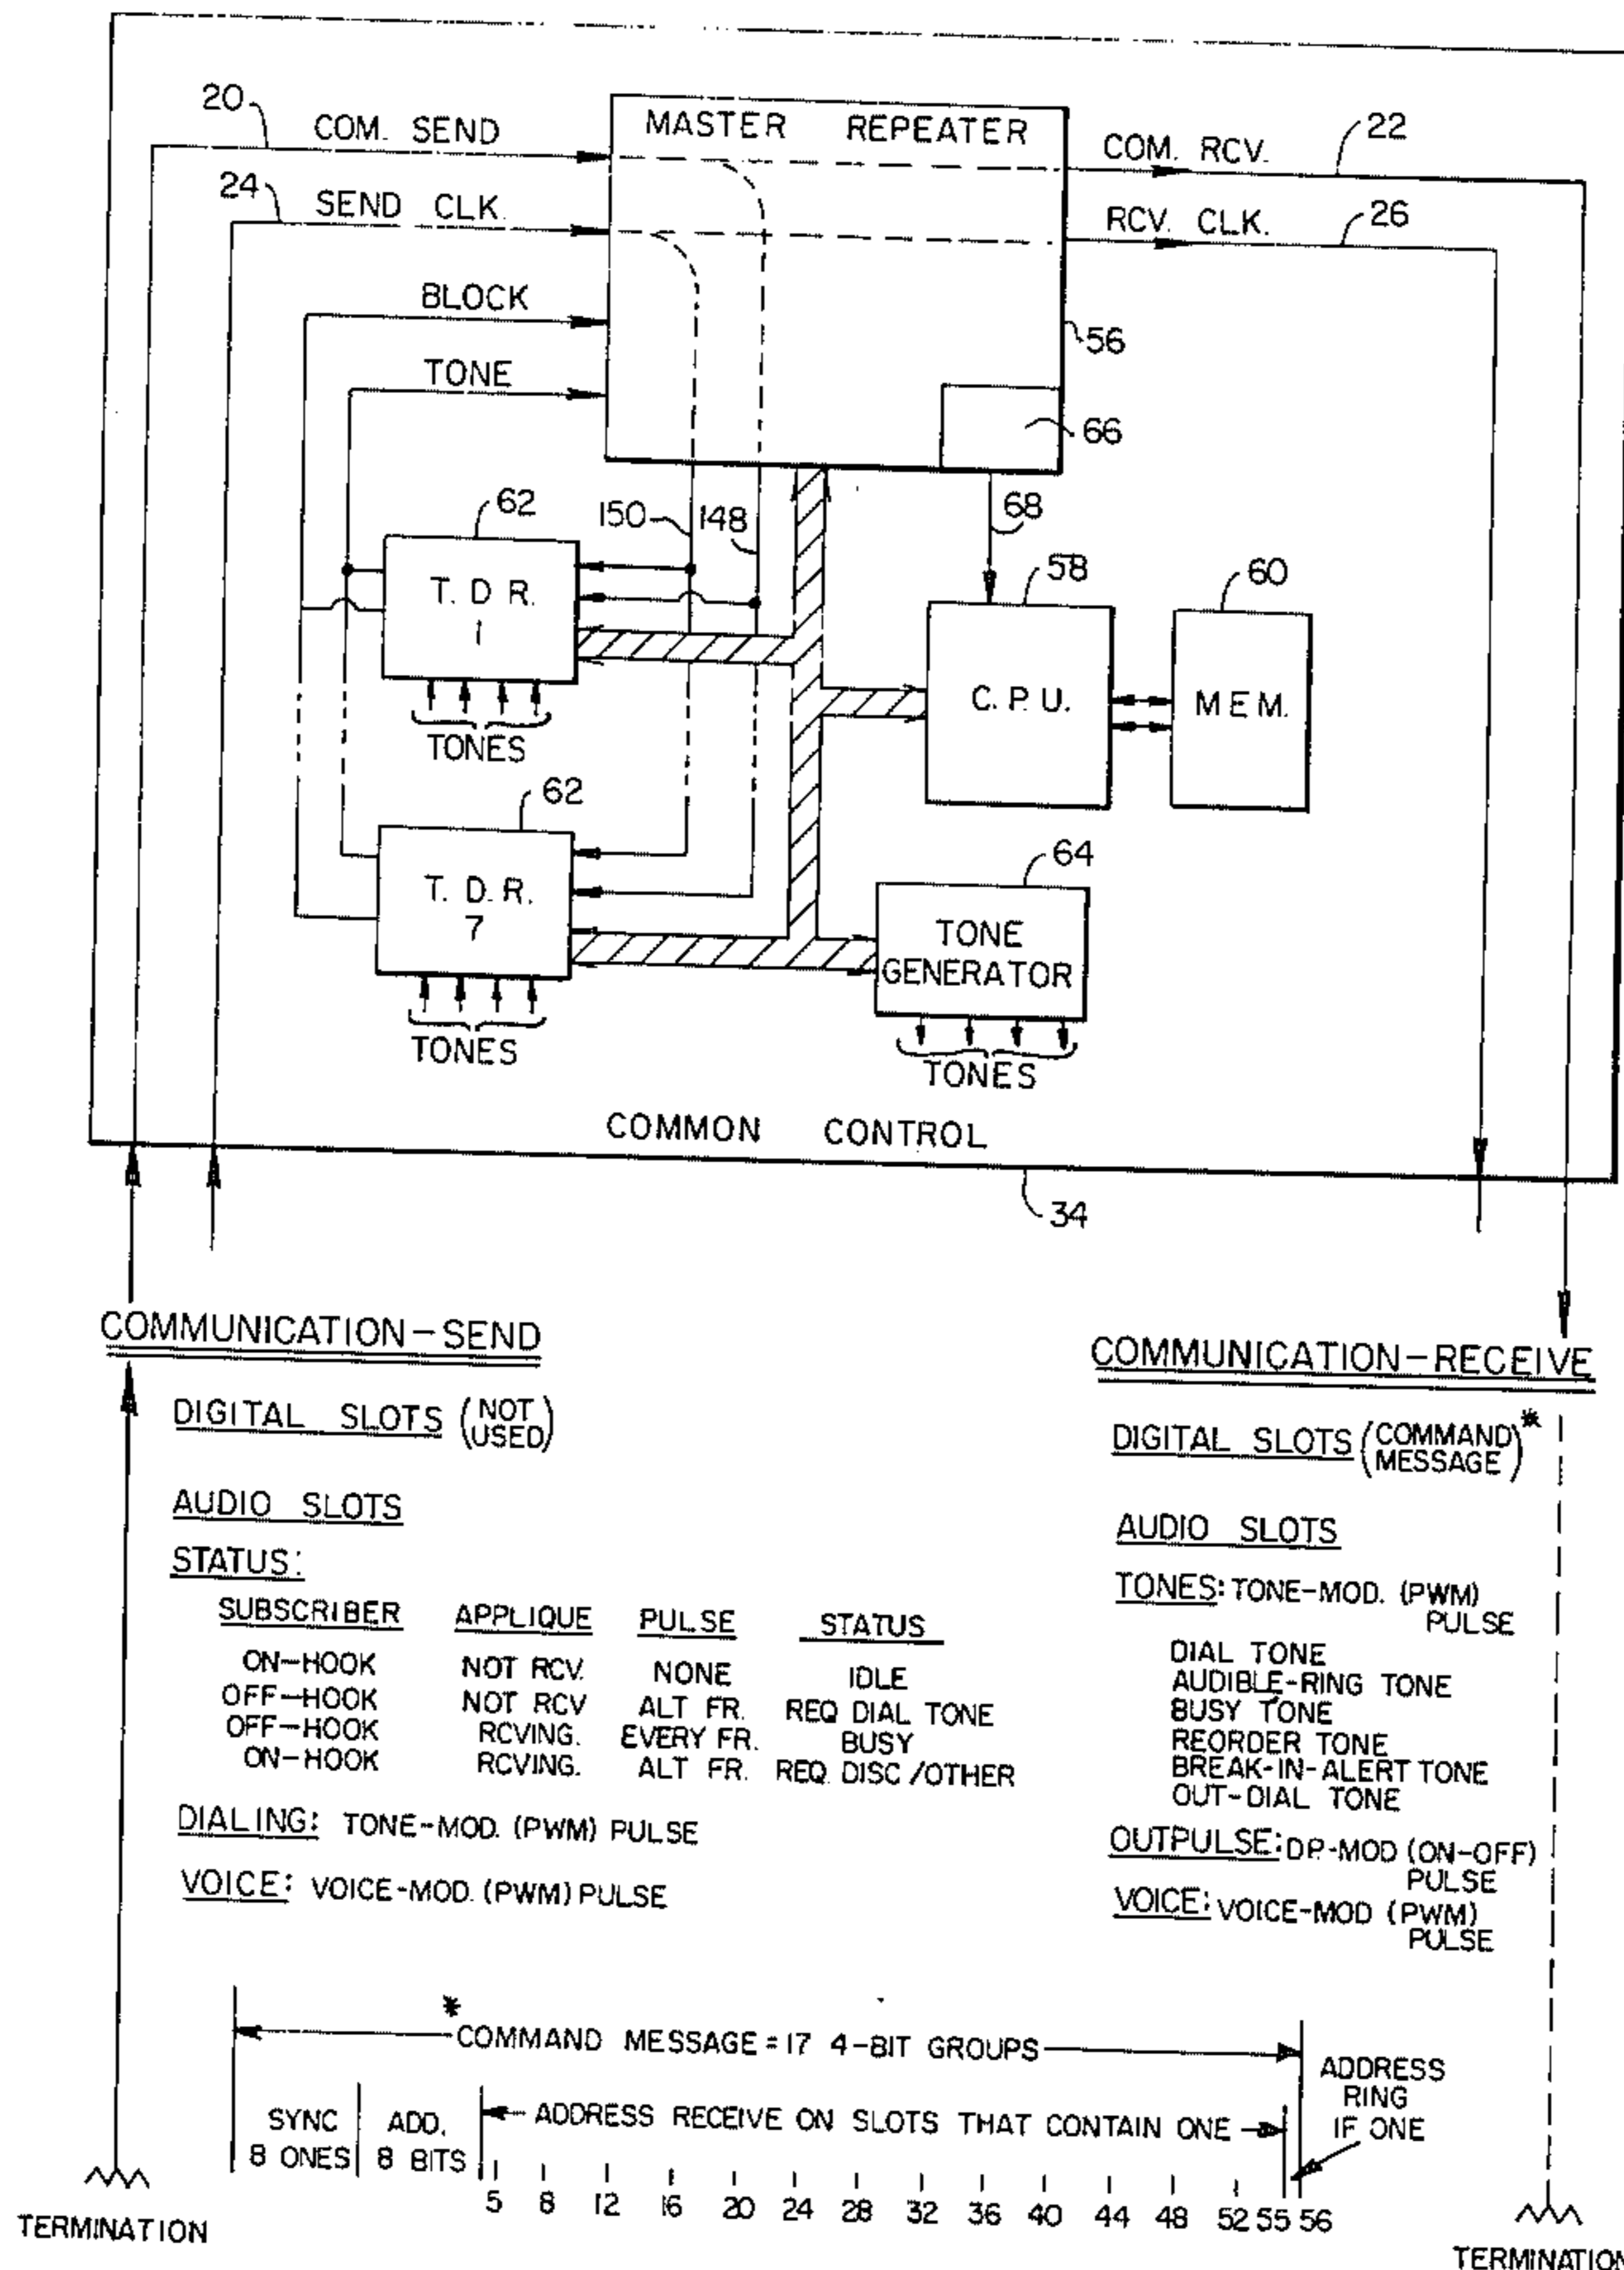 20
COM. SEND
MASTER REPEATER
COM. RCV.
22
24
SEND CLK.
RCV. CLK.
26
BLOCK
56
TONE
66
62
150
148
68
58
60
T. D. R.
1
C. P. U.
MEM.
TONES
62
64
T. D. R.
7
TONE
GENERATOR
TONES
TONES
COMMON CONTROL
34
COMMUNICATION-SEND
DIGITAL SLOTS (NOT
USED)
AUDIO SLOTS
STATUS:
SUBSCRIBER APPLIQUE PULSE STATUS
ON-HOOK NOT RCV. NONE IDLE
OFF-HOOK NOT RCV ALT FR. REQ DIAL TONE
OFF-HOOK RCVING. EVERY FR. BUSY
ON-HOOK RCVING. ALT FR. REQ. DISC/OTHER
DIALING: TONE-MOD. (PWM) PULSE
VOICE: VOICE-MOD. (PWM) PULSE
COMMUNICATION-RECEIVE
DIGITAL SLOTS (COMMAND
MESSAGE) *
AUDIO SLOTS
TONES: TONE-MOD. (PWM)
PULSE
DIAL TONE
AUDIBLE-RING TONE
BUSY TONE
REORDER TONE
BREAK-IN-ALERT TONE
OUT-DIAL TONE
OUTPULSE: DP-MOD (ON-OFF)
PULSE
VOICE: VOICE-MOD (PWM)
PULSE
*
COMMAND MESSAGE = 17 4-BIT GROUPS
ADDRESS
RING
IF ONE
SYNC
8 ONES
ADD.
8 BITS
ADDRESS RECEIVE ON SLOTS THAT CONTAIN ONE
5 8 12 16 20 24 28 32 36 40 44 48 52 55 56
TERMINATION
TERMINATION